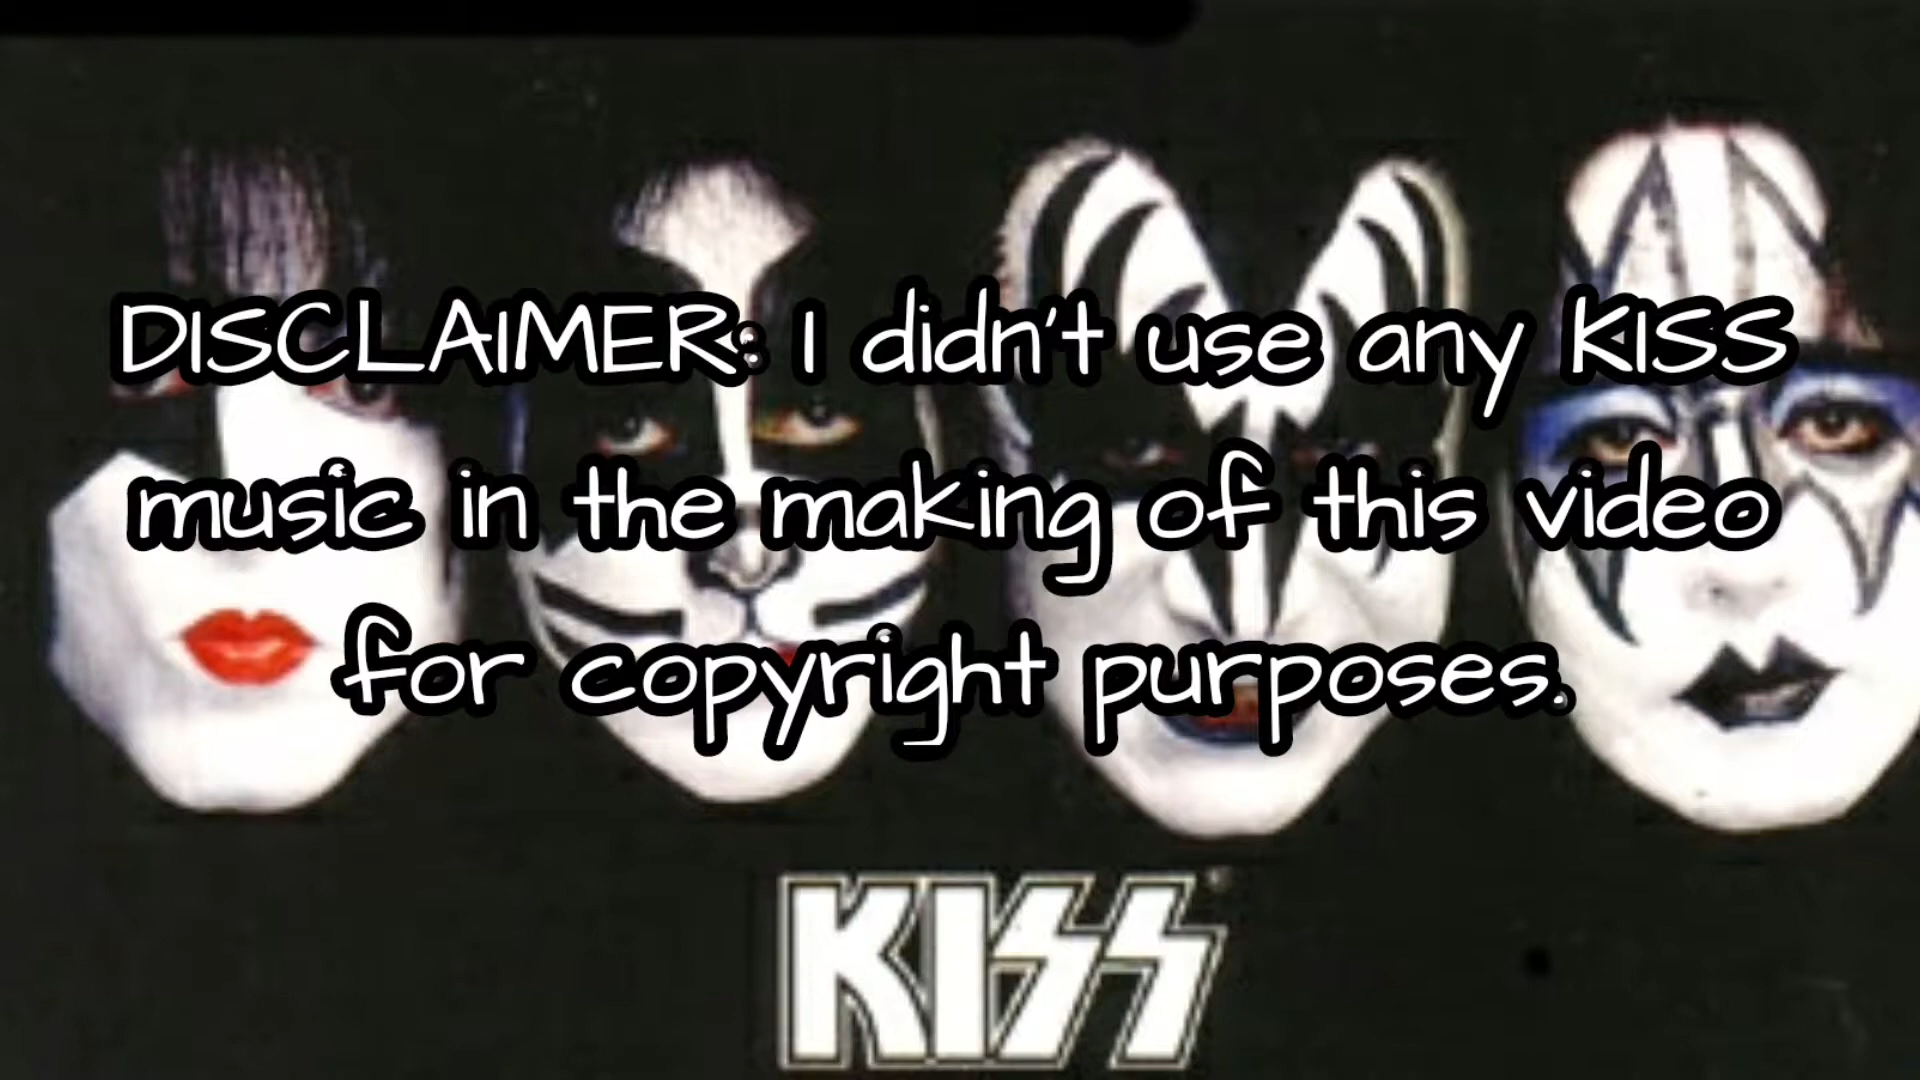 DISCLAIMER: I didn't use any KISS
music in the making of this video
for copyright purposes.
KISS